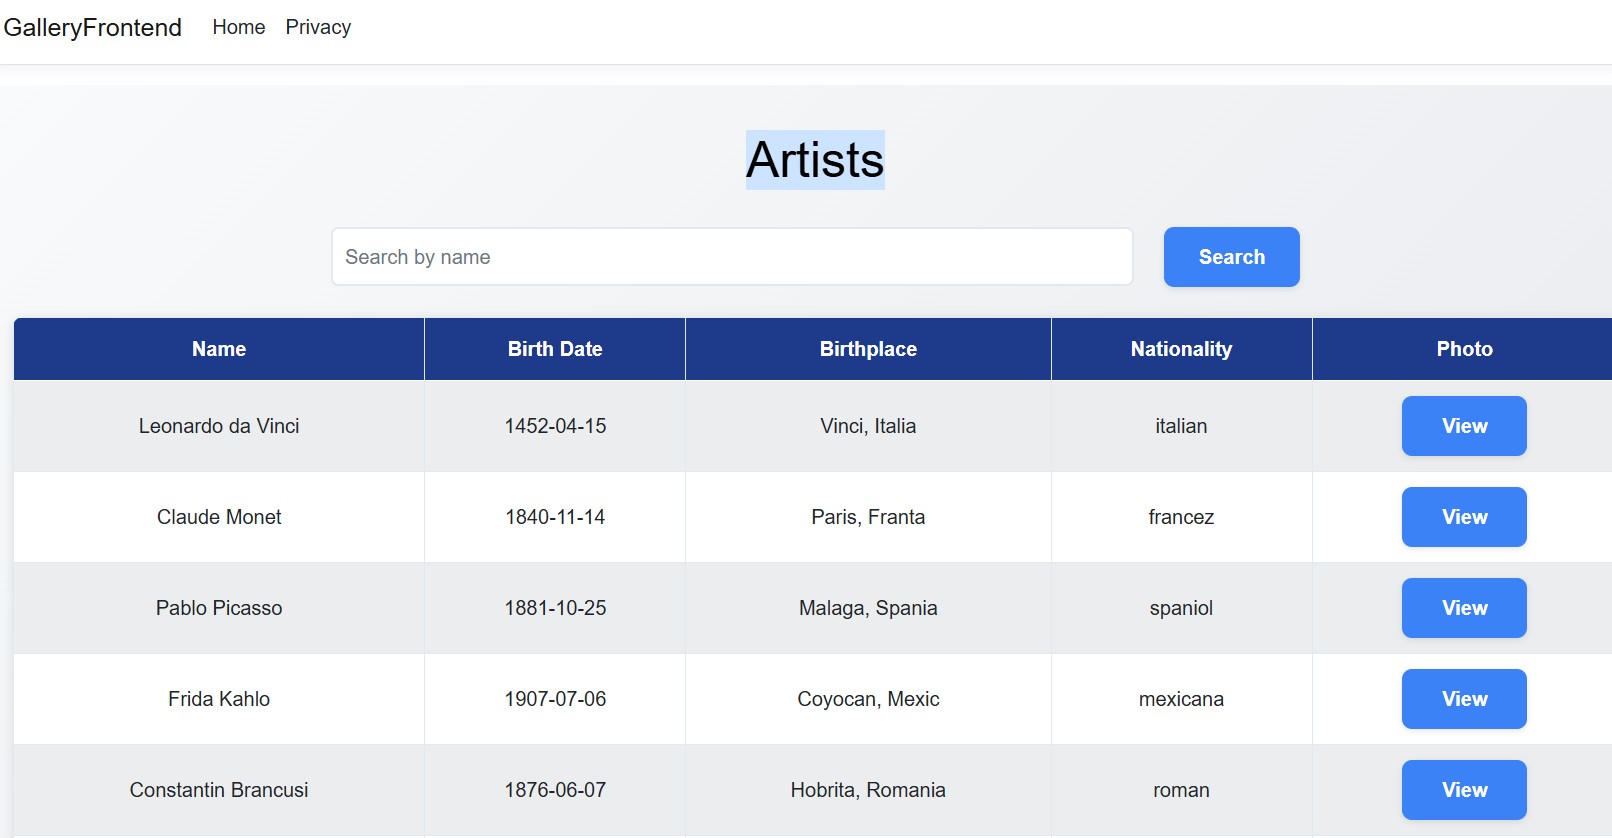 GalleryFrontend Home Privacy
Artists
Search by name Search
Name Birth Date Birthplace Nationality Photo
Leonardo da Vinci 1452-04-15 Vinci, Italia italian View
Claude Monet 1840-11-14 Paris, Franta francez View
Pablo Picasso 1881-10-25 Malaga, Spania spaniol View
Frida Kahlo 1907-07-06 Coyocan, Mexic mexicana View
Constantin Brancusi 1876-06-07 Hobrita, Romania roman View